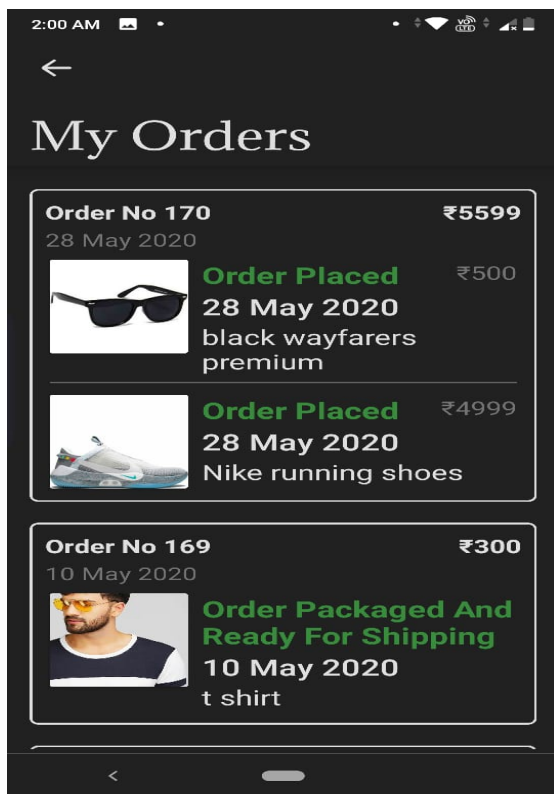 2:00 AM
VO LTE
My Orders
Order No 170 ₹5599
28 May 2020
Order Placed ₹500
28 May 2020
black wayfarers
premium
Order Placed ₹4999
28 May 2020
Nike running shoes
Order No 169 ₹300
10 May 2020
Order Packaged And
Ready For Shipping
10 May 2020
t shirt